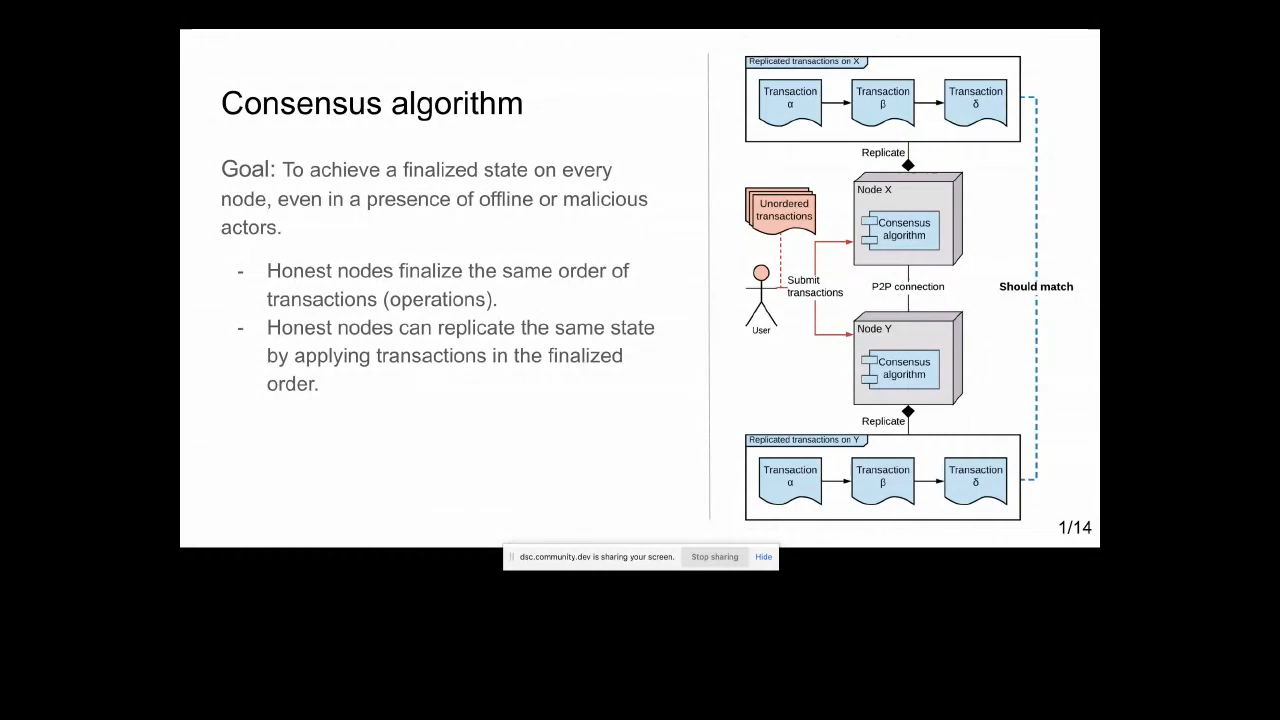 Consensus algorithm
Goal: To achieve a finalized state on every
node, even in a presence of offline or malicious
actors.
- Honest nodes finalize the same order of
transactions (operations).
- Honest nodes can replicate the same state
by applying transactions in the finalized
order.
Replicated transactions on X
Transaction
α
Transaction
β
Transaction
δ
Replicate
Node X
Consensus
algorithm
Unordered
transactions
Submit
transactions
User
P2P connection
Should match
Node Y
Consensus
algorithm
Replicate
Replicated transactions on Y
Transaction
α
Transaction
β
Transaction
δ
1/14
dsc.community.dev is sharing your screen.
Stop sharing
Hide